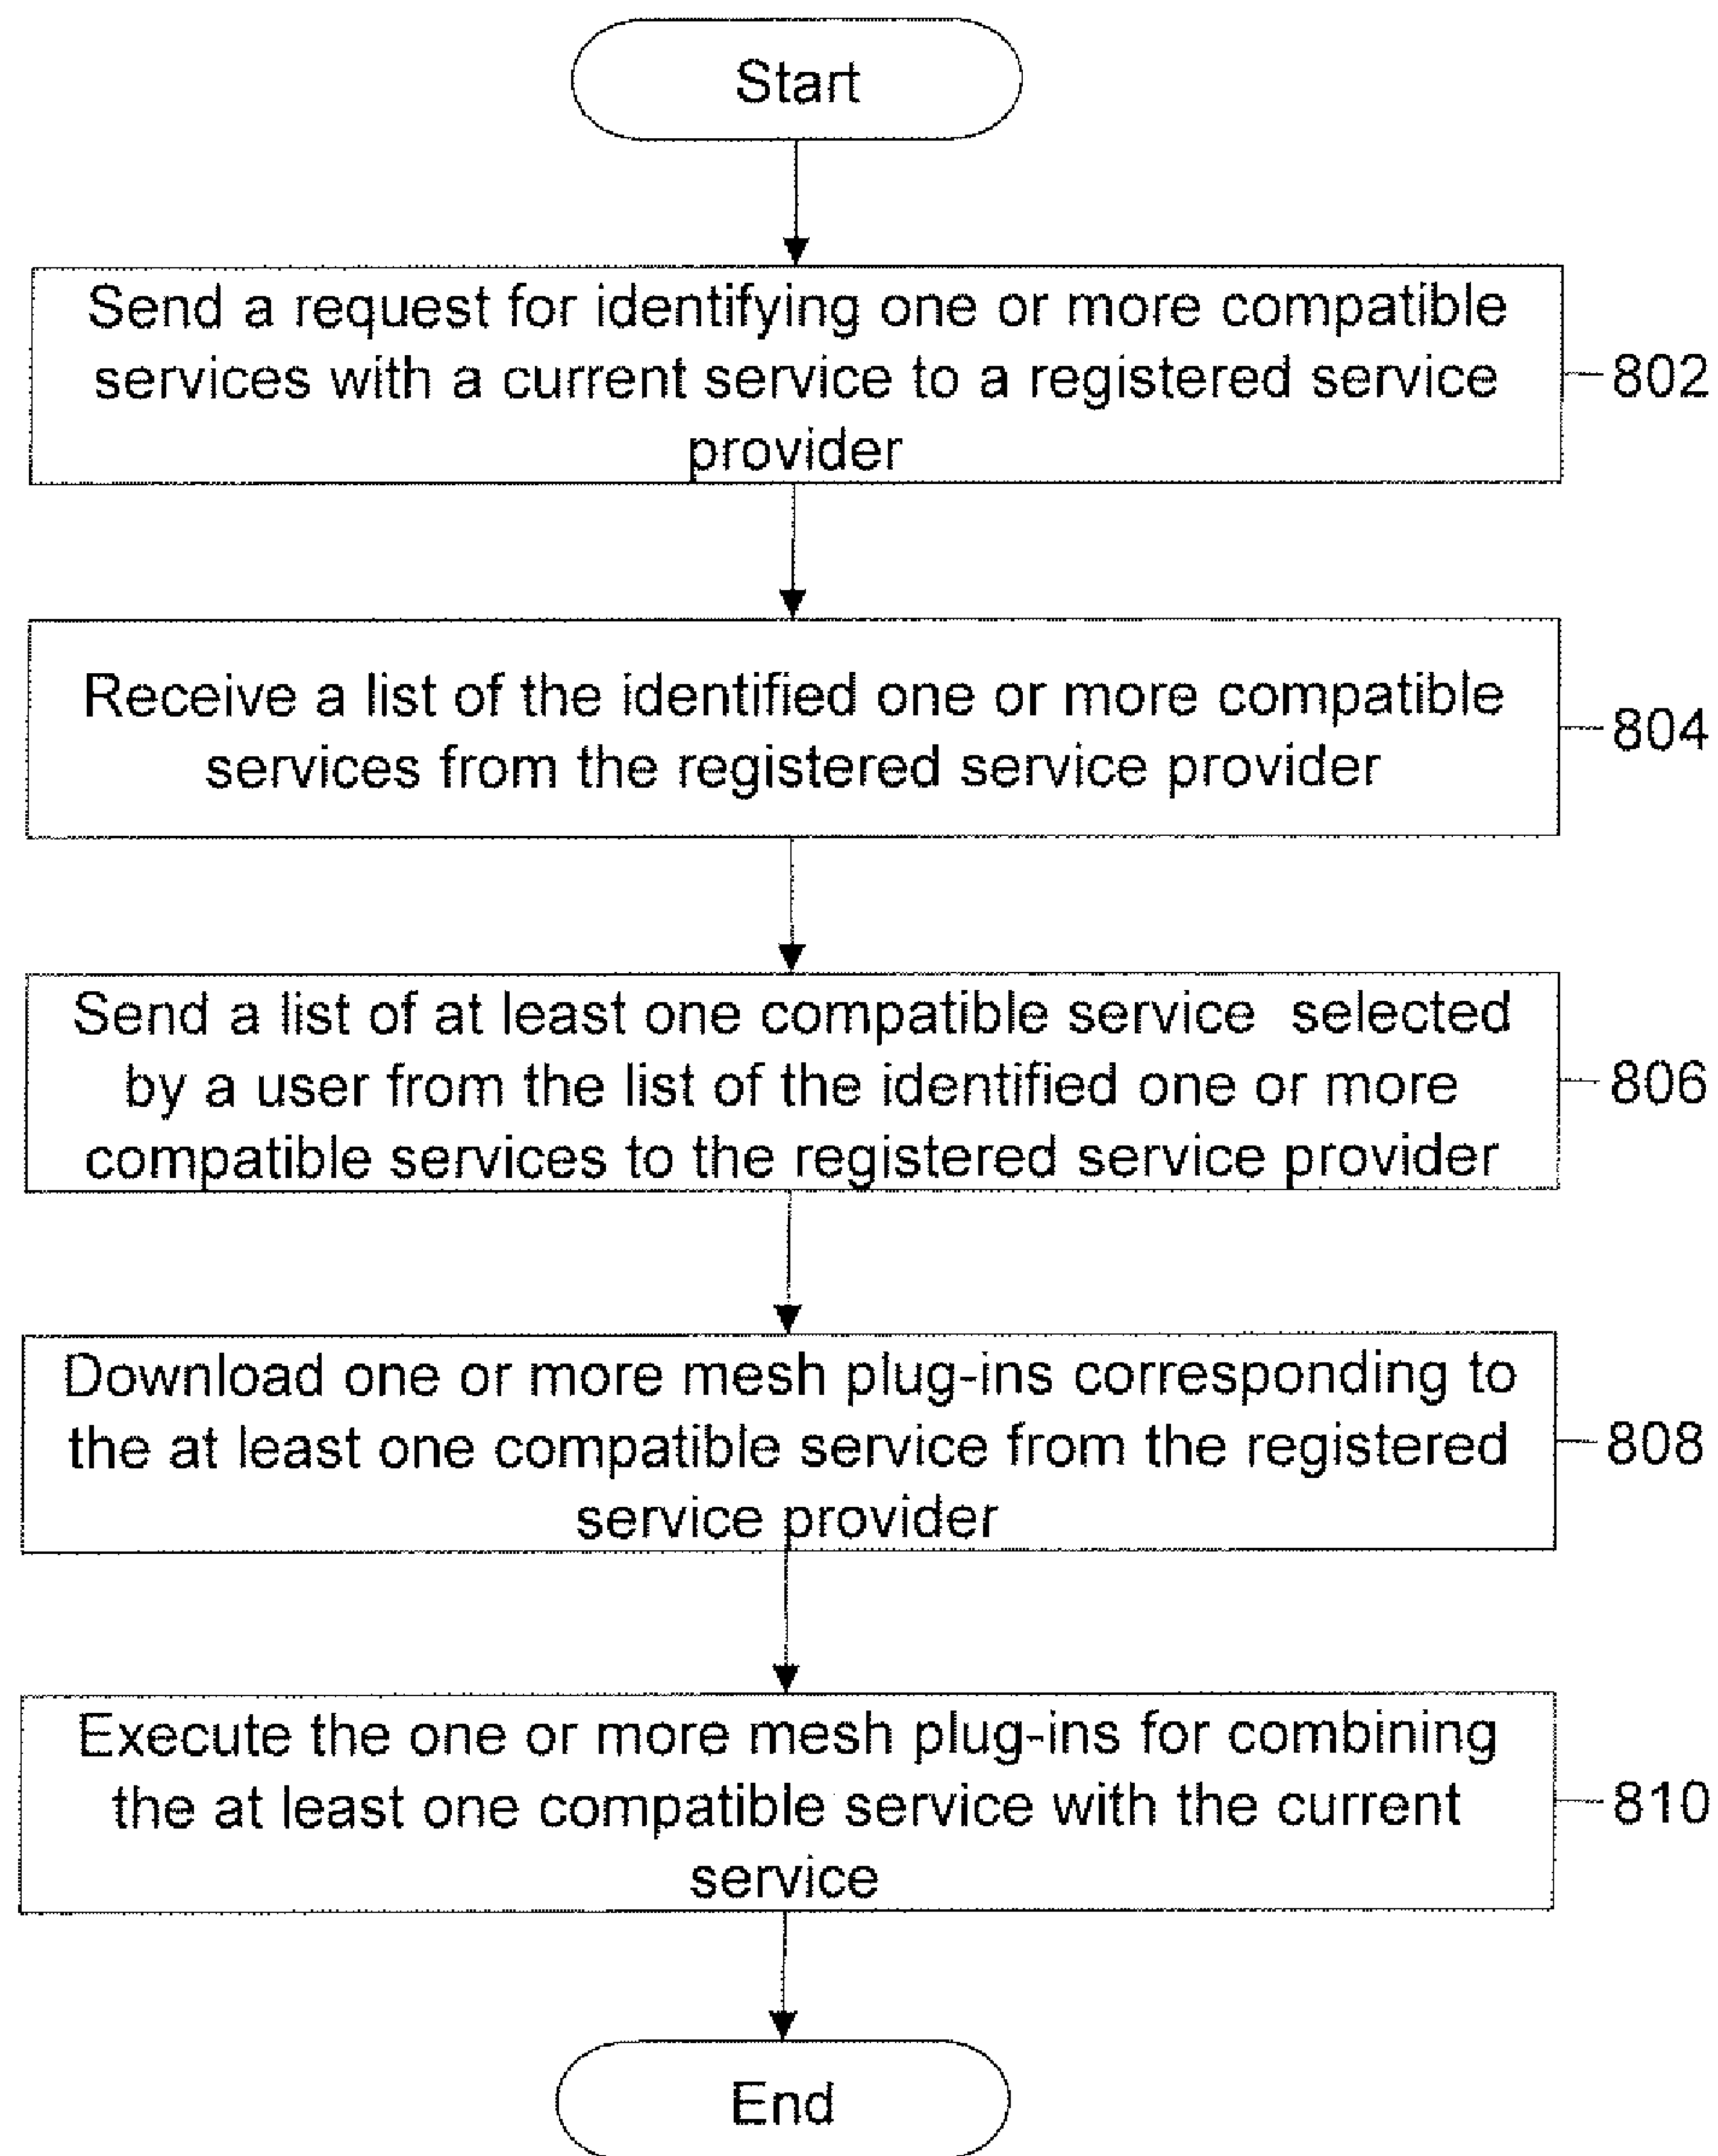 Start
Send a request for identifying one or more compatible
services with a current service to a registered service
provider
802
Receive a list of the identified one or more compatible
services from the registered service provider
804
Send a list of at least one compatible service selected
by a user from the list of the identified one or more
compatible services to the registered service provider
806
Download one or more mesh plug-ins corresponding to
the at least one compatible service from the registered
service provider
808
Execute the one or more mesh plug-ins for combining
the at least one compatible service with the current
service
810
End